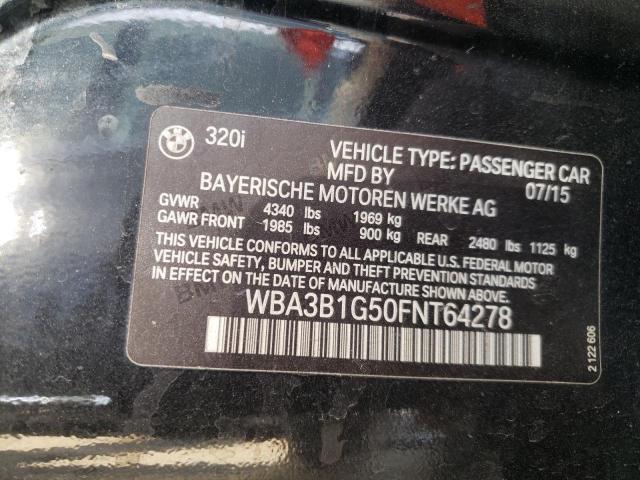 BMW
320i
VEHICLE TYPE: PASSENGER CAR
MFD BY
07/15
BAYERISCHE MOTOREN WERKE AG
GVWR 4340 lbs 1969 kg
GAWR FRONT 1985 lbs 900 kg REAR 2480 lbs 1125 kg
THIS VEHICLE CONFORMS TO ALL APPLICABLE U.S. FEDERAL MOTOR
VEHICLE SAFETY, BUMPER AND THEFT PREVENTION STANDARDS
IN EFFECT ON THE DATE OF MANUFACTURE SHOWN ABOVE.
WBA3B1G50FNT64278
2 122 606